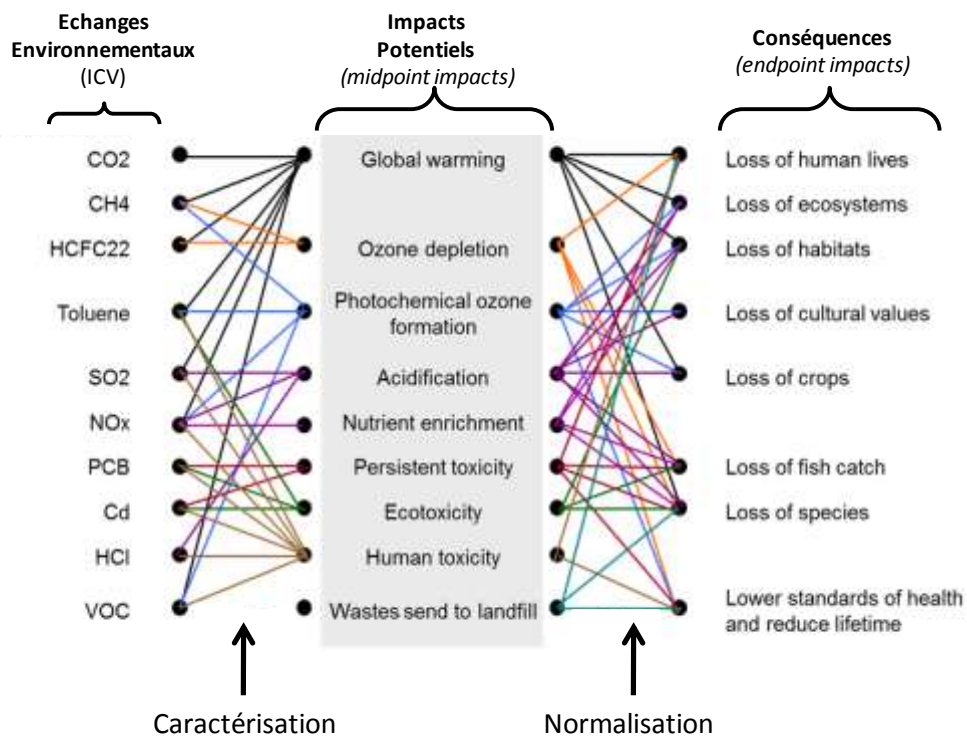 Echanges
Environnementaux
(ICV)
Impacts
Potentiels
(midpoint impacts)
Conséquences
(endpoint impacts)
CO2
CH4
HCFC22
Toluene
SO2
NOx
PCB
Cd
HCl
VOC
Global warming
Ozone depletion
Photochemical ozone
formation
Acidification
Nutrient enrichment
Persistent toxicity
Ecotoxicity
Human toxicity
Wastes send to landfill
Loss of human lives
Loss of ecosystems
Loss of habitats
Loss of cultural values
Loss of crops
Loss of fish catch
Loss of species
Lower standards of health
and reduce lifetime
Caractérisation
Normalisation